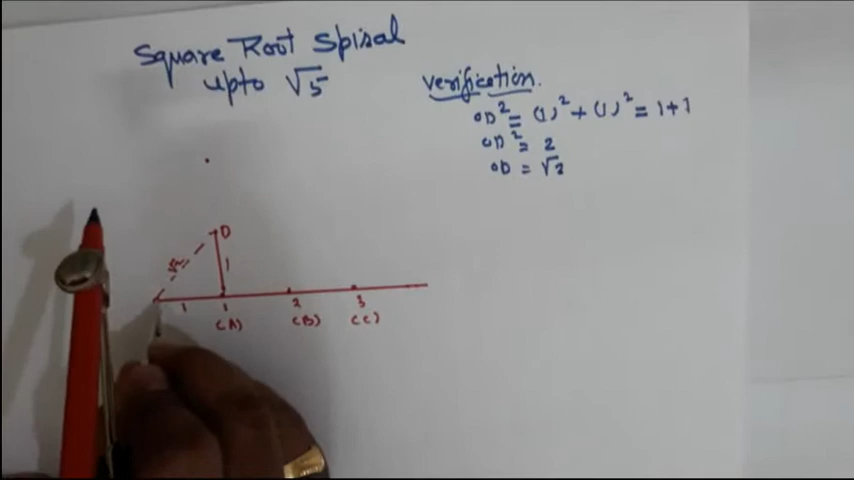 Square Root Spiral
upto √5
verification.
OD² = (1)² + (1)² = 1+1
OD² = 2
OD = √2
D
√2
1
1 1 2 3
(A) (B) (C)